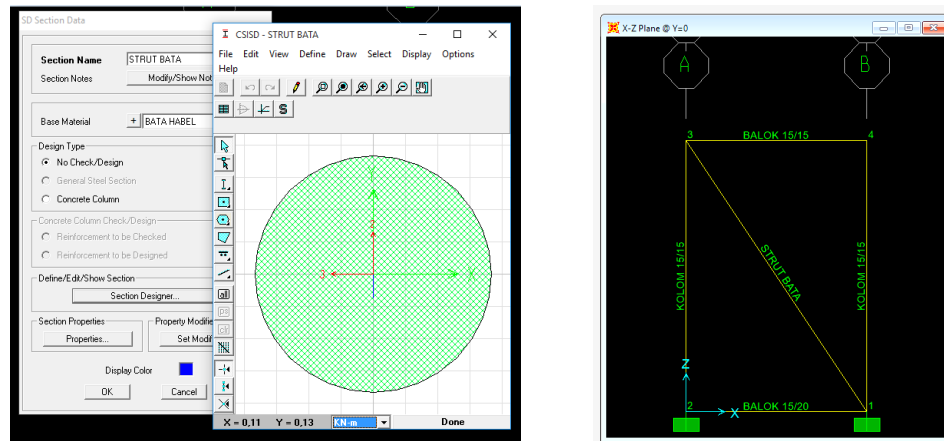 SD Section Data
Section Name
STRUT BATA
Section Notes
Modify/Show Not
Base Material
+
BATA HABEL
Design Type
No Check/Design
General Steel Section
Concrete Column
Concrete Column Check/Design
Reinforcement to be Checked
Reinforcement to be Designed
Define/Edit/Show Section
Section Designer...
Section Properties
Properties...
Property Modifie
Set Modif
Display Color
OK
Cancel
CSISD - STRUT BATA
File Edit View Define Draw Select Display Options
Help
S
all
ps
clr
Y
2
3
X
X = 0,11 Y = 0,13 KN-m Done
X-Z Plane @ Y=0
A
B
3
BALOK 15/15
4
KOLOM 15/15
STRUT BATA
KOLOM 15/15
Z
2
X
BALOK 15/20
1